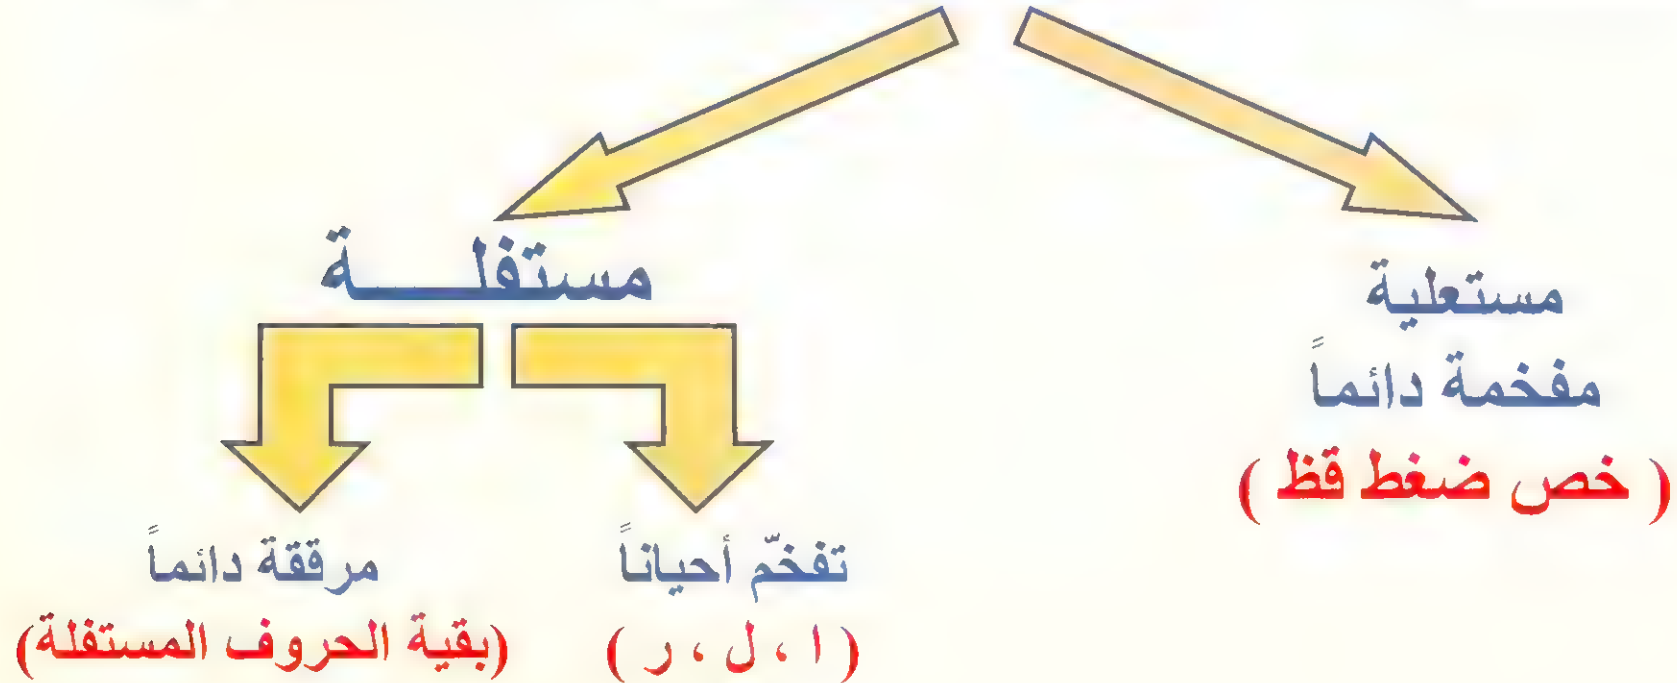 مستعلية
مفخمة دائماً
( خص ضغط قظ )
مستفلـــــة
تفخّم أحياناً
( ا ، ل ، ر )
مرققة دائماً
(بقية الحروف المستفلة)